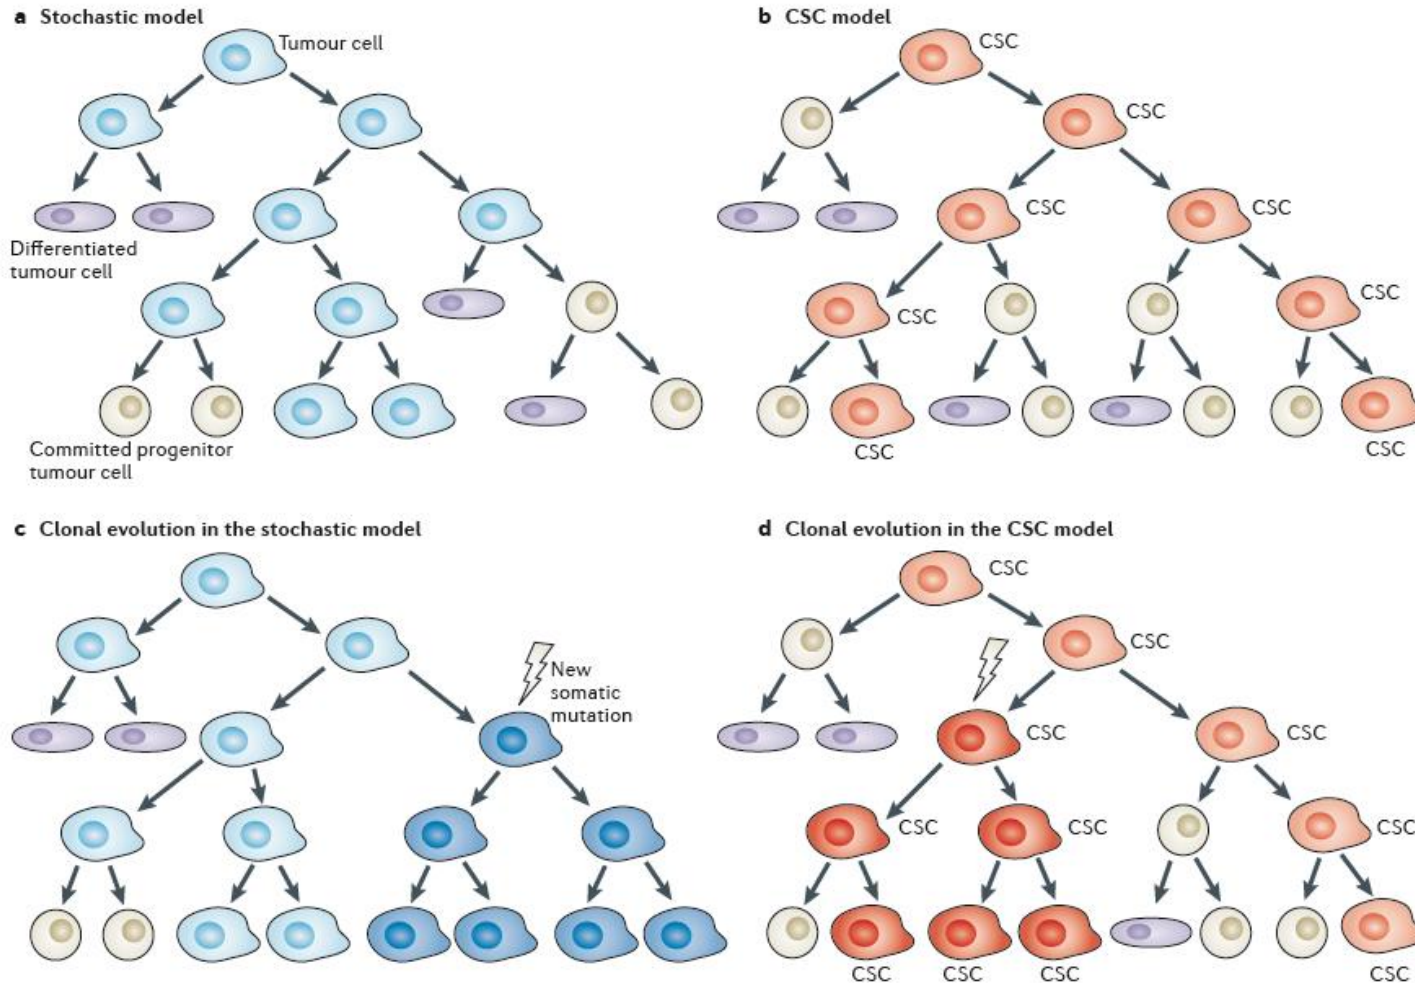 a Stochastic model
Tumour cell
Differentiated
tumour cell
Committed progenitor
tumour cell
b CSC model
CSC
CSC
CSC
CSC
CSC
CSC
CSC
CSC
c Clonal evolution in the stochastic model
New
somatic
mutation
d Clonal evolution in the CSC model
CSC
CSC
CSC
CSC
CSC
CSC
CSC
CSC
CSC
CSC
CSC